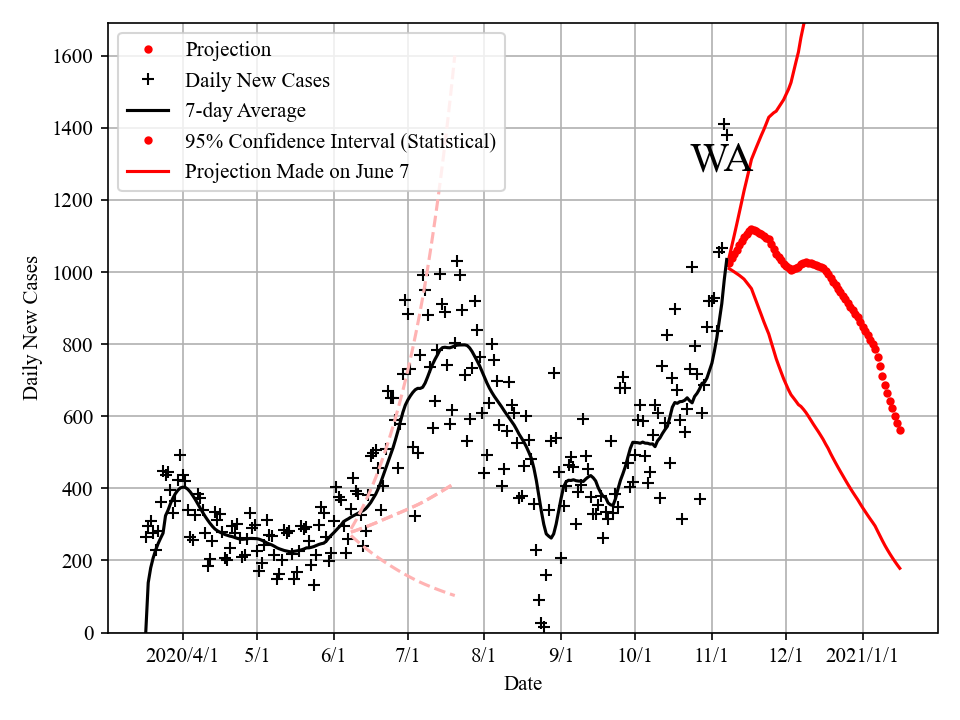 1600
1400
1200
1000
800
600
400
200
0
Daily New Cases
Projection
Daily New Cases
7-day Average
95% Confidence Interval (Statistical)
Projection Made on June 7
WA
2020/4/1 5/1 6/1 7/1 8/1 9/1 10/1 11/1 12/1 2021/1/1
Date